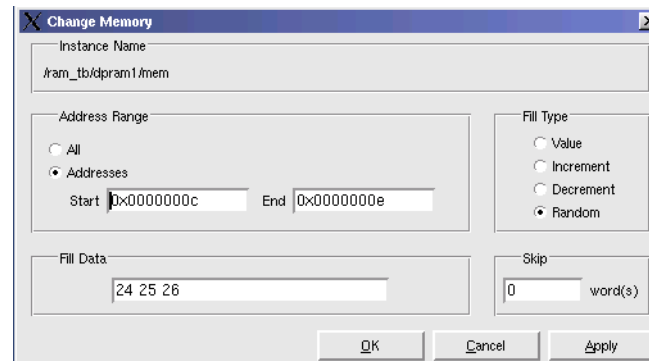 Change Memory
Instance Name
/ram_tb/dpram1/mem
Address Range
All
Addresses
Start 0x0000000c End 0x0000000e
Fill Type
Value
Increment
Decrement
Random
Fill Data
24 25 26
Skip
0 word(s)
OK Cancel Apply